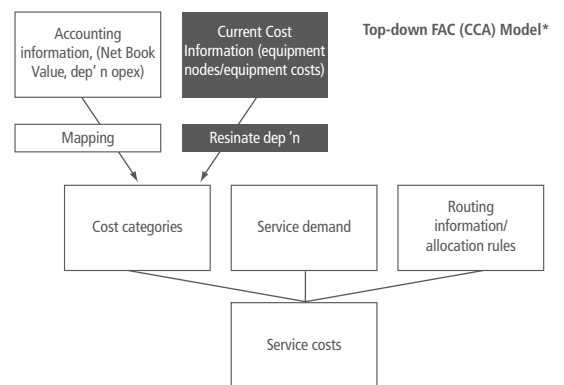 Top-down FAC (CCA) Model*
Accounting
information, (Net Book
Value, dep' n opex)
Current Cost
Information (equipment
nodes/equipment costs)
Mapping
Resinate dep 'n
Cost categories
Service demand
Routing
information/
allocation rules
Service costs